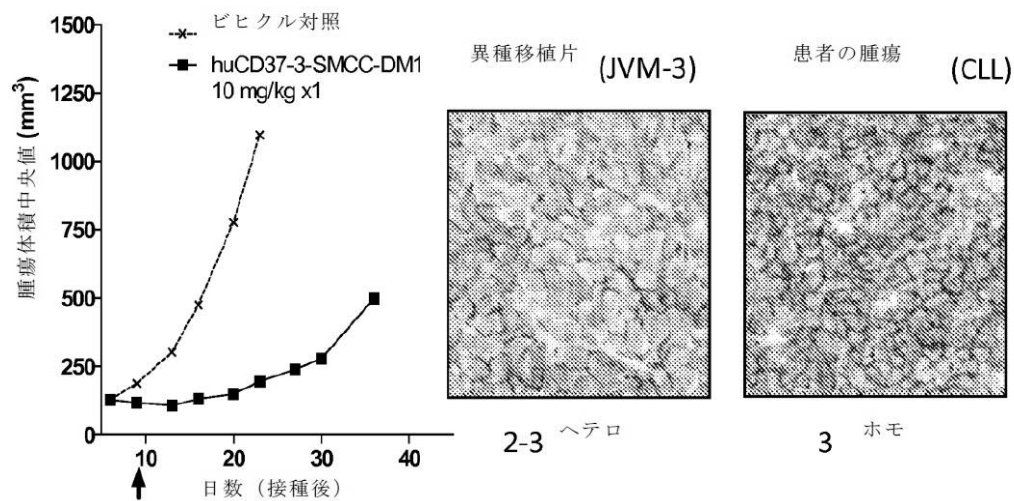 ビヒクル対照
huCD37-3-SMCC-DM1
10 mg/kg x1
腫瘍体積中央値 (mm³)
1500
1250
1000
750
500
250
0
10
20
30
40
日数（接種後）
異種移植片
(JVM-3)
2-3
ヘテロ
患者の腫瘍
(CLL)
3
ホモ